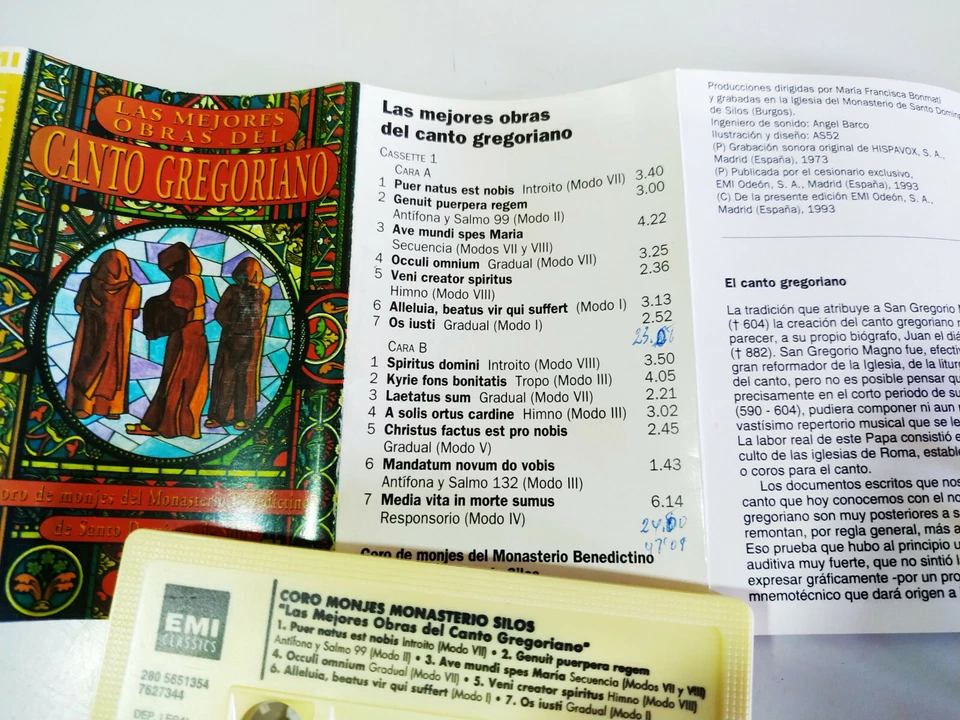 LAS MEJORES
OBRAS DEL
CANTO GREGORIANO
coro de monjes del Monasterio Benedictino
de Santo
Las mejores obras
del canto gregoriano
CASSETTE 1
CARA A
1 Puer natus est nobis Introito (Modo VII) 3.40
2 Genuit puerpera regem 3.00
Antífona y Salmo 99 (Modo II)
3 Ave mundi spes Maria 4.22
Secuencia (Modos VII y VIII)
4 Occuli omnium Gradual (Modo VII) 3.25
5 Veni creator spiritus 2.36
Himno (Modo VIII)
6 Alleluia, beatus vir qui suffert (Modo I) 3.13
7 Os iusti Gradual (Modo I) 2.52
CARA B
1 Spiritus domini Introito (Modo VIII) 3.50
2 Kyrie fons bonitatis Tropo (Modo III) 4.05
3 Laetatus sum Gradual (Modo VII) 2.21
4 A solis ortus cardine Himno (Modo III) 3.02
5 Christus factus est pro nobis 2.45
Gradual (Modo V)
6 Mandatum novum do vobis 1.43
Antífona y Salmo 132 (Modo III)
7 Media vita in morte sumus 6.14
Responsorio (Modo IV)
47'09
Coro de monjes del Monasterio Benedictino
Producciones dirigidas por María Francisca Bonmatí
y grabadas en la Iglesia del Monasterio de Santo Doming
de Silos (Burgos).
Ingeniero de sonido: Angel Barco
Ilustración y diseño: AS52
(P) Grabación sonora original de HISPAVOX, S. A.,
Madrid (España), 1973
(P) Publicada por el cesionario exclusivo,
EMI Odeón, S. A., Madrid (España), 1993
(C) De la presente edición EMI Odeón, S. A.,
Madrid (España), 1993
El canto gregoriano
La tradición que atribuye a San Gregorio M
(† 604) la creación del canto gregoriano
parecer, a su propio biógrafo, Juan el diá
(† 882). San Gregorio Magno fue, efectiv
gran reformador de la Iglesia, de la litur
del canto, pero no es posible pensar qu
precisamente en el corto periodo de su
(590 - 604), pudiera componer ni aun
vastísimo repertorio musical que se le
La labor real de este Papa consistió e
culto de las iglesias de Roma, estable
o coros para el canto.
Los documentos escritos que nos
canto que hoy conocemos con el no
gregoriano son muy posteriores a s
remontan, por regla general, más a
Eso prueba que hubo al principio u
auditiva muy fuerte, que no sintió l
expresar gráficamente -por un pro
mnemotécnico que dará origen a
EMI
CLASSICS
280 5651354
7627344
CORO MONJES MONASTERIO SILOS
"Las Mejores Obras del Canto Gregoriano"
1. Puer natus est nobis Introito (Modo VII) • 2. Genuit puerpera regem
Antífona y Salmo 99 (Modo II) • 3. Ave mundi spes María Secuencia (Modos VII y VIII)
4. Occuli omnium Gradual (Modo VII) • 5. Veni creator spiritus Himno (Modo VIII)
6. Alleluia, beatus vir qui suffert (Modo I) • 7. Os iusti Gradual (Modo I)